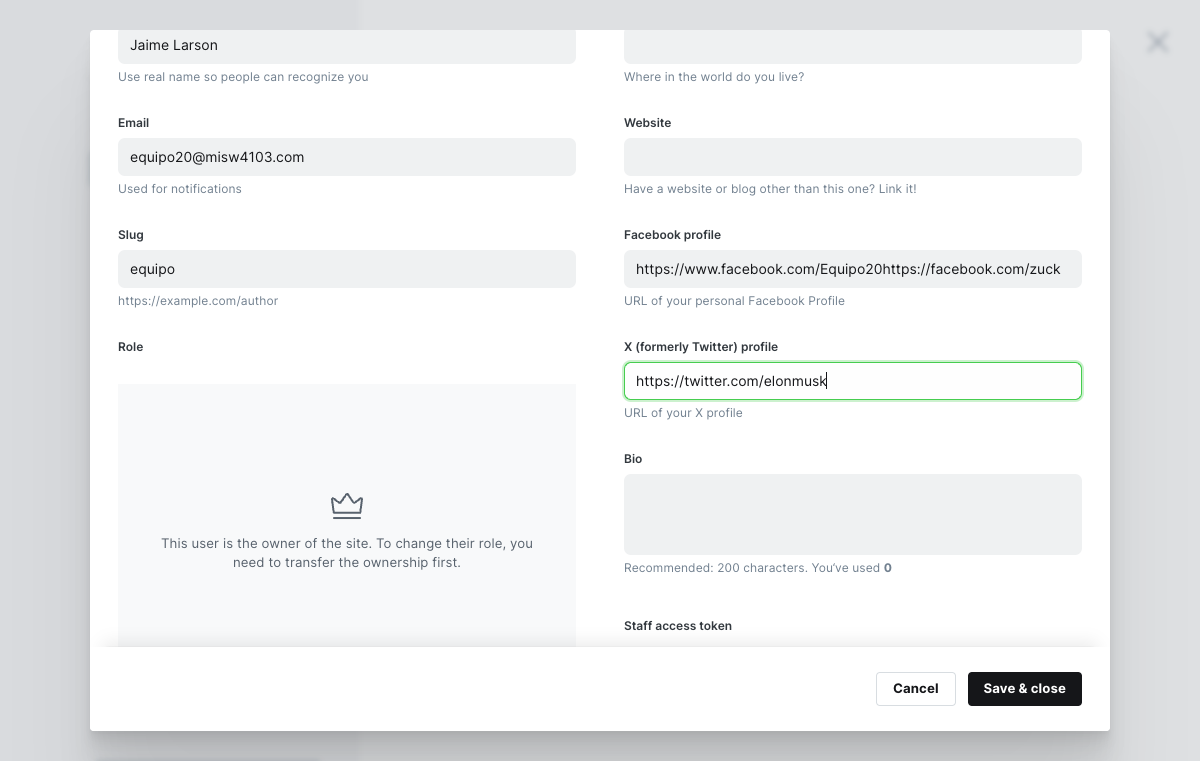 Jaime Larson
Use real name so people can recognize you
Where in the world do you live?
Email
equipo20@misw4103.com
Used for notifications
Website
Have a website or blog other than this one? Link it!
Slug
equipo
https://example.com/author
Facebook profile
https://www.facebook.com/Equipo20https://facebook.com/zuck
URL of your personal Facebook Profile
Role
This user is the owner of the site. To change their role, you
need to transfer the ownership first.
X (formerly Twitter) profile
https://twitter.com/elonmusk
URL of your X profile
Bio
Recommended: 200 characters. You’ve used 0
Staff access token
Cancel
Save & close